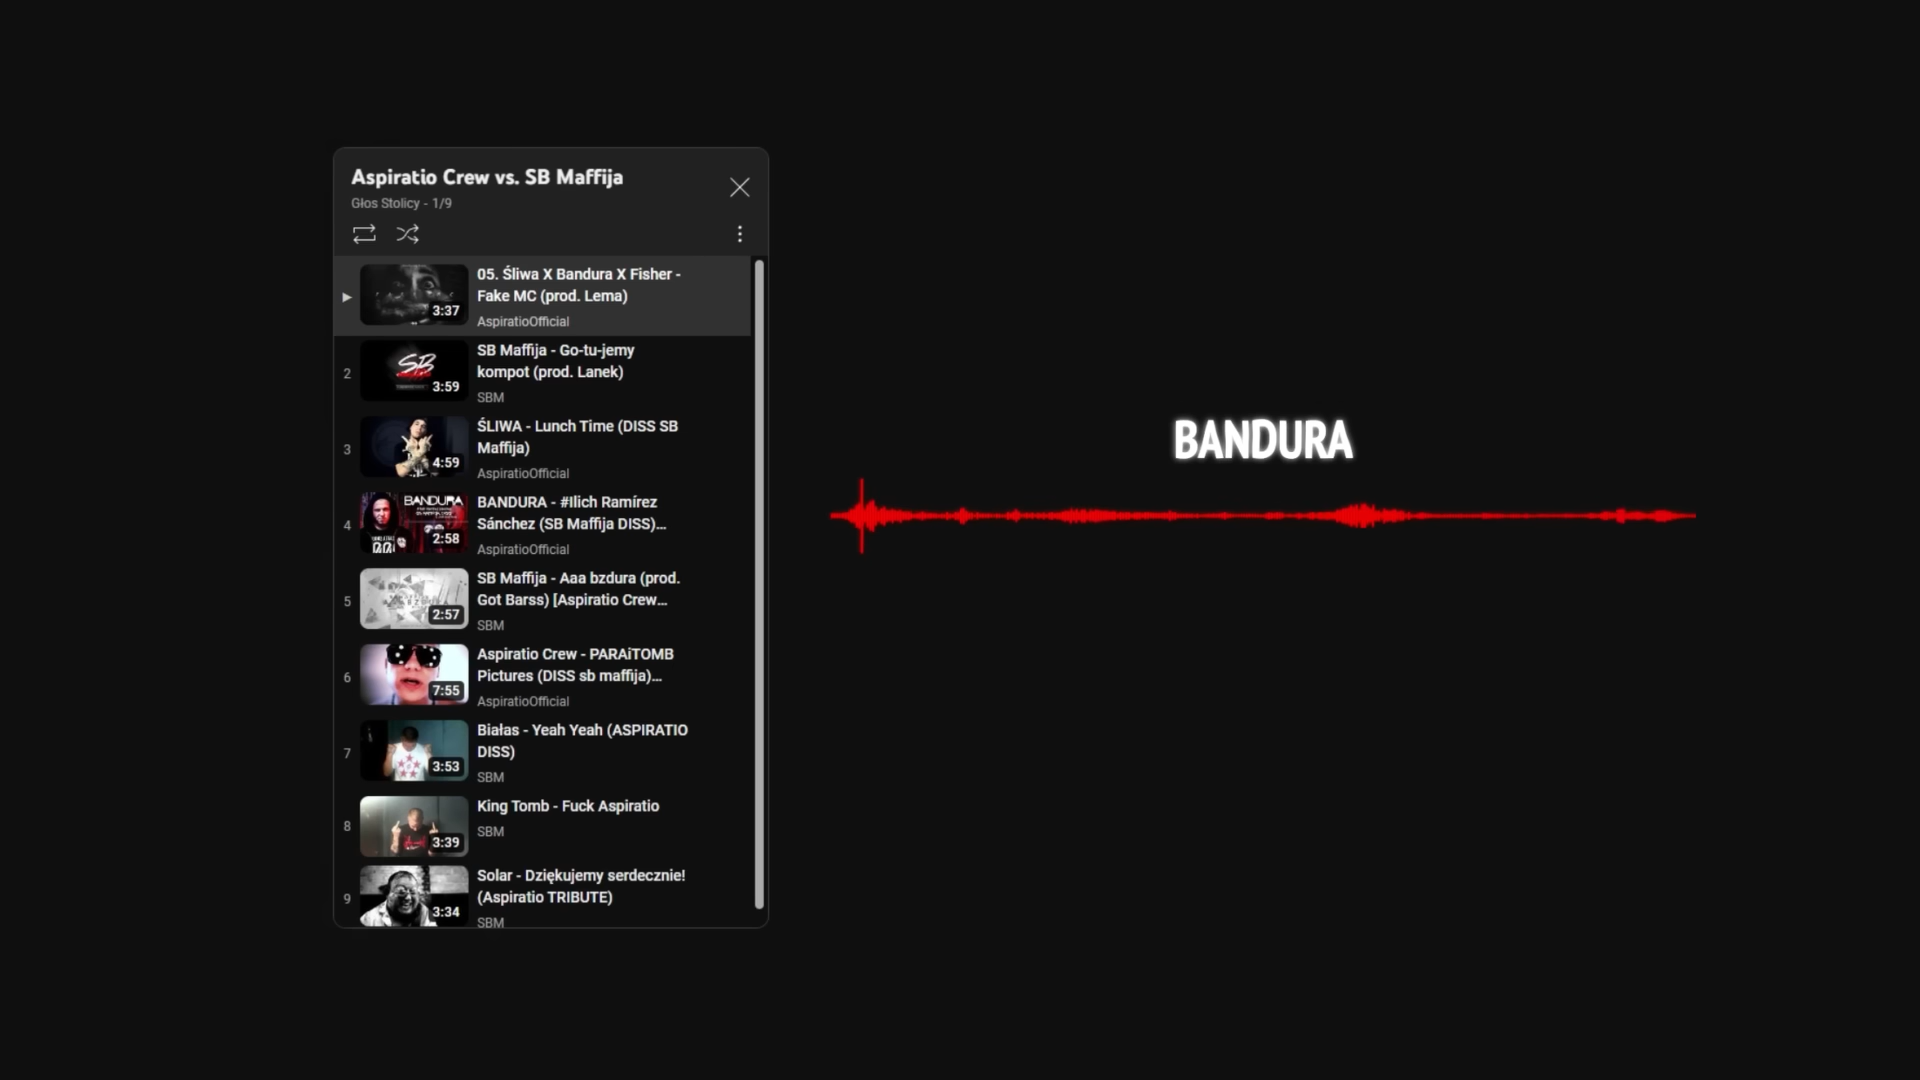 Aspiratio Crew vs. SB Maffija
Głos Stolicy - 1/9
3:37
05. Śliwa X Bandura X Fisher -
Fake MC (prod. Lema)
AspiratioOfficial
2
SB
3:59
SB Maffija - Go-tu-jemy
kompot (prod. Lanek)
SBM
3
4:59
ŚLIWA - Lunch Time (DISS SB
Maffija)
AspiratioOfficial
4
BANDURA
2:58
BANDURA - #Ilich Ramírez
Sánchez (SB Maffija DISS)...
AspiratioOfficial
5
2:57
SB Maffija - Aaa bzdura (prod.
Got Barss) [Aspiratio Crew...
SBM
6
7:55
Aspiratio Crew - PARAiTOMB
Pictures (DISS sb maffija)...
AspiratioOfficial
7
3:53
Białas - Yeah Yeah (ASPIRATIO
DISS)
SBM
8
3:39
King Tomb - Fuck Aspiratio
SBM
9
3:34
Solar - Dziękujemy serdecznie!
(Aspiratio TRIBUTE)
SBM
BANDURA